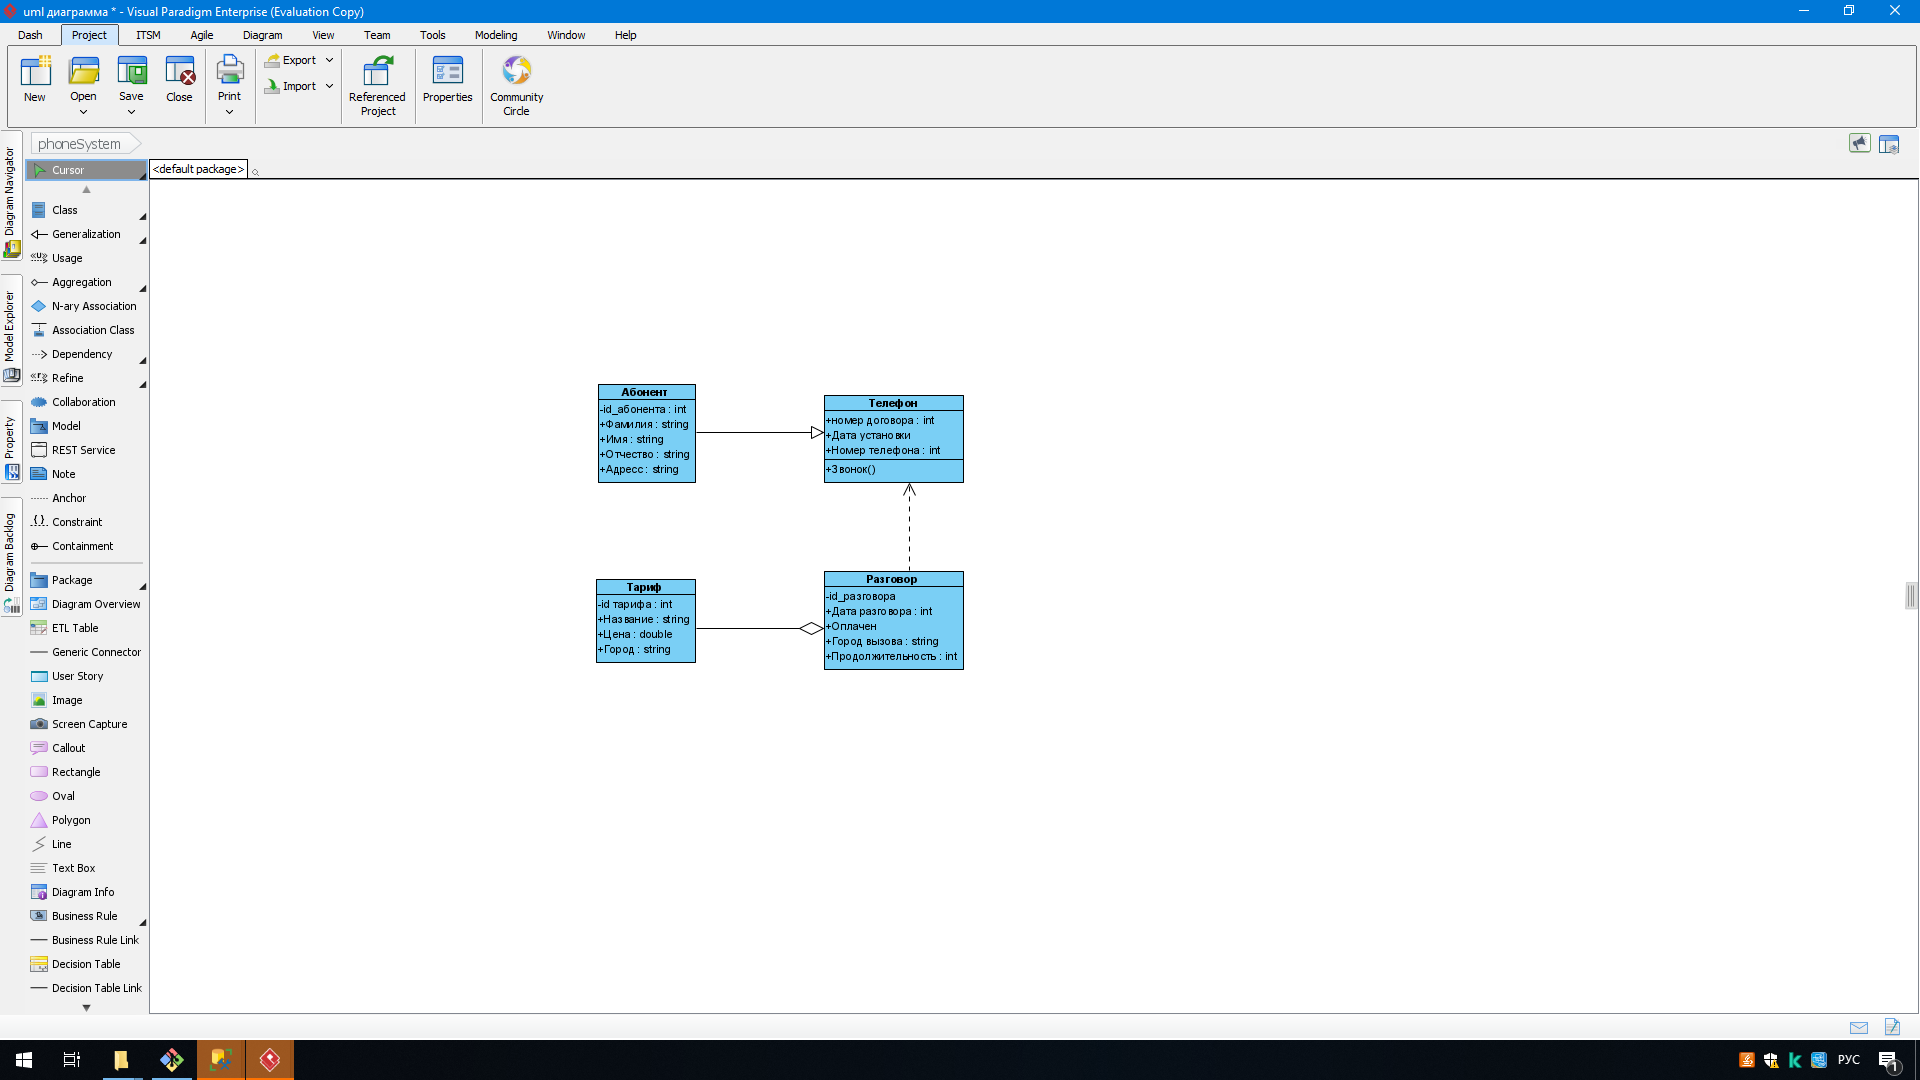 uml диаграмма * - Visual Paradigm Enterprise (Evaluation Copy)
Dash Project ITSM Agile Diagram View Team Tools Modeling Window Help
New Open Save Close Print Export Import Referenced Project Properties Community Circle
phoneSystem
Diagram Navigator
Model Explorer
Property
Diagram Backlog
<default package>
Cursor
Class
Generalization
Usage
Aggregation
N-ary Association
Association Class
Dependency
Refine
Collaboration
Model
REST Service
Note
Anchor
Constraint
Containment
Package
Diagram Overview
ETL Table
Generic Connector
User Story
Image
Screen Capture
Callout
Rectangle
Oval
Polygon
Line
Text Box
Diagram Info
Business Rule
Business Rule Link
Decision Table
Decision Table Link
Абонент
-id_абонента : int
+Фамилия : string
+Имя : string
+Отчество : string
+Адресс : string
Телефон
+номер договора : int
+Дата установки
+Номер телефона : int
+Звонок()
Тариф
-id тарифа : int
+Название : string
+Цена : double
+Город : string
Разговор
-id_разговора
+Дата разговора : int
+Оплачен
+Город вызова : string
+Продолжительность : int
РУС
1